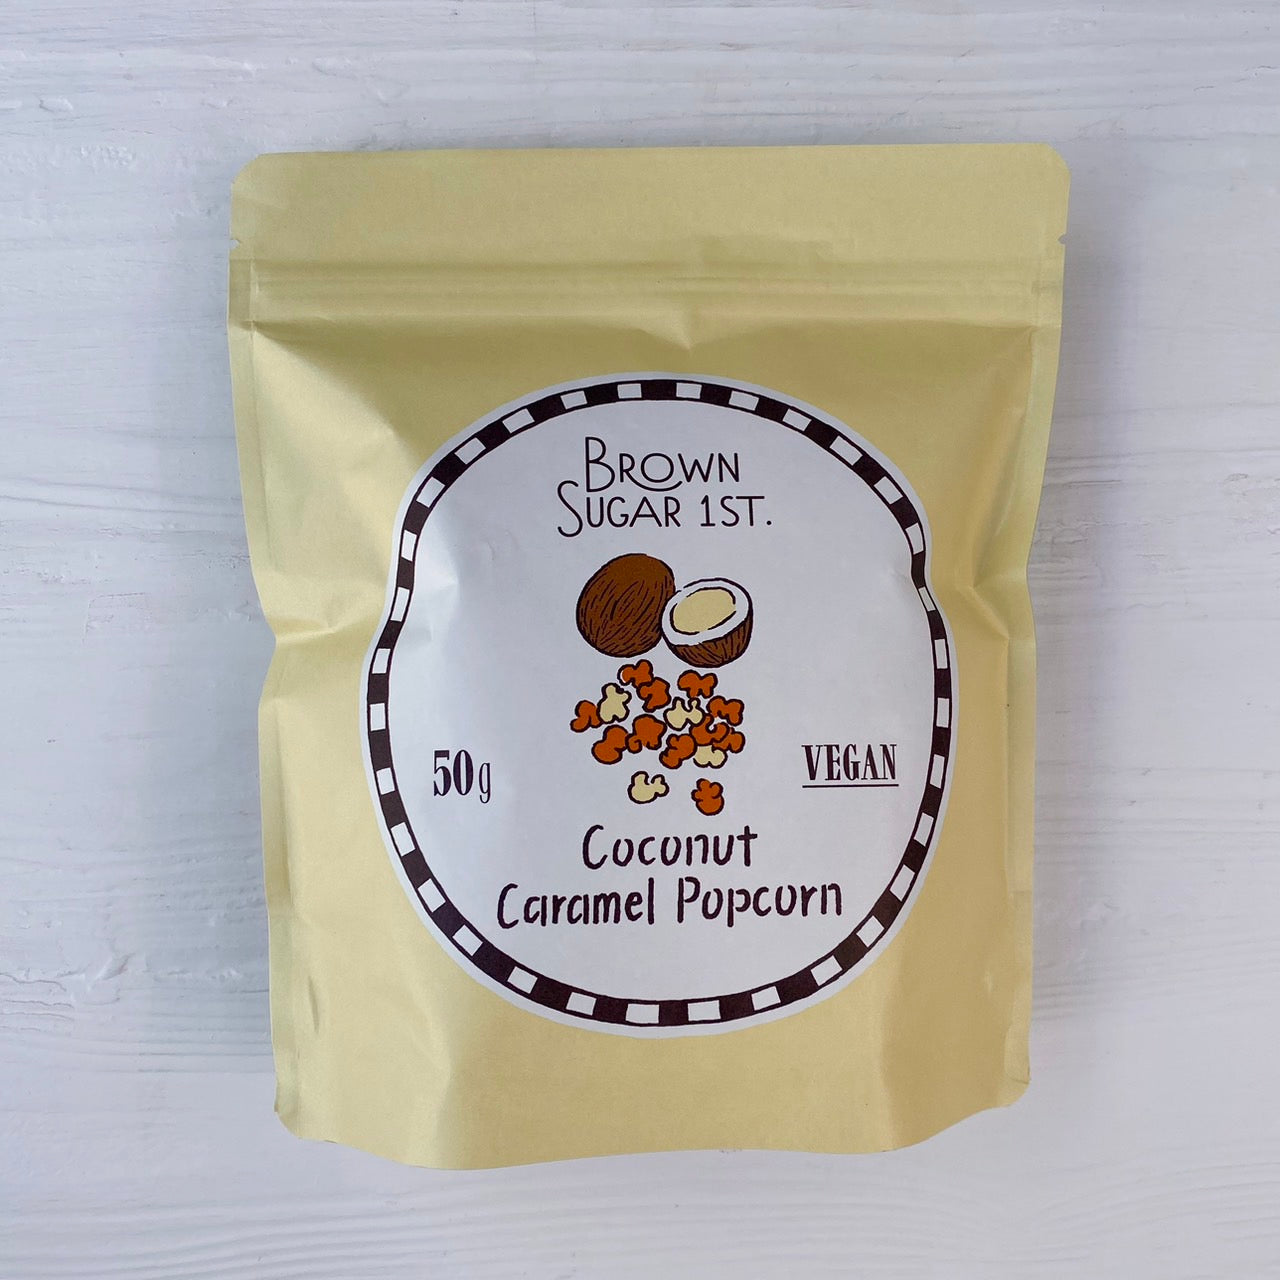 BROWN
SUGAR 1ST.
50g
VEGAN
Coconut
Caramel Popcorn